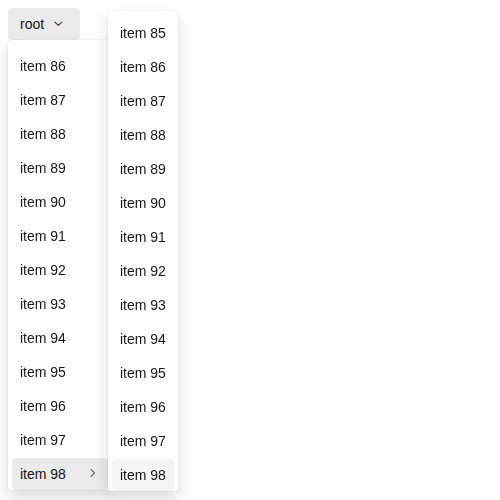 root
item 86
item 87
item 88
item 89
item 90
item 91
item 92
item 93
item 94
item 95
item 96
item 97
item 98
item 85
item 86
item 87
item 88
item 89
item 90
item 91
item 92
item 93
item 94
item 95
item 96
item 97
item 98